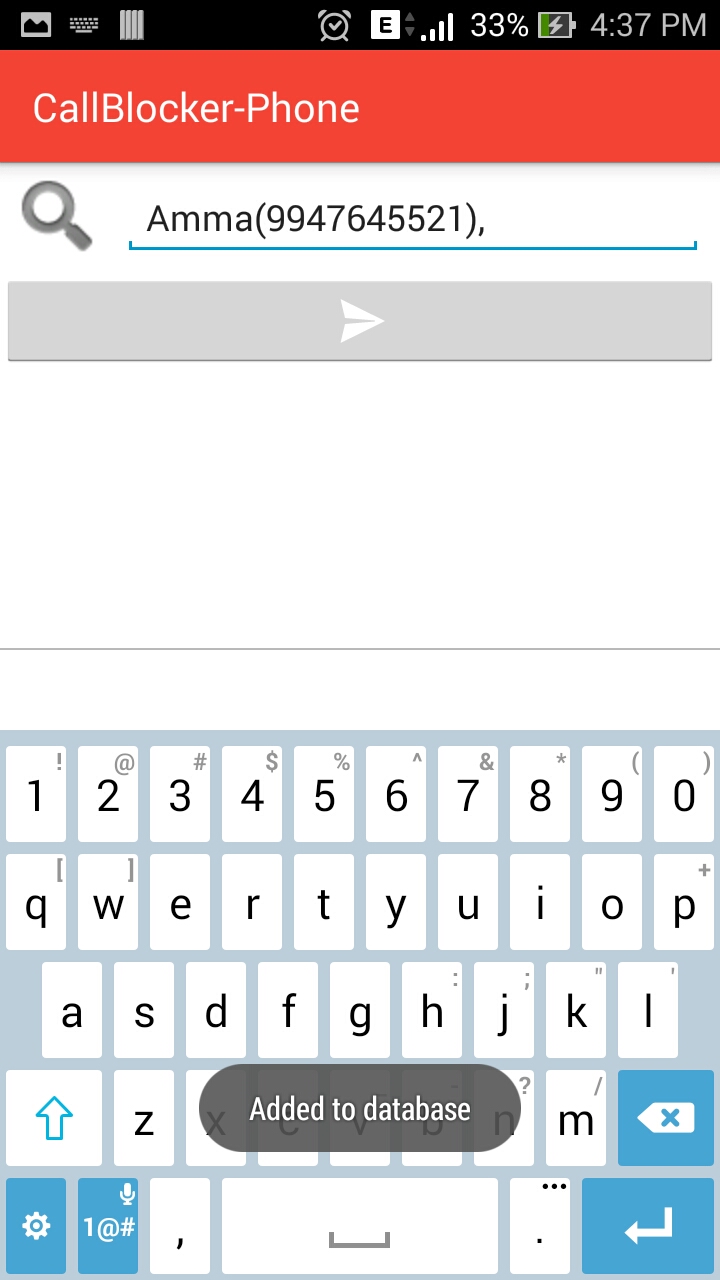 E 33% 4:37 PM
CallBlocker-Phone
Amma(9947645521),
! @ # $ % ^ & * ( )
1 2 3 4 5 6 7 8 9 0
[ ] +
q w e r t y u i o p
: ; " '
a s d f g h j k l
- ? /
z x c v b n m
Added to database
1@# , .